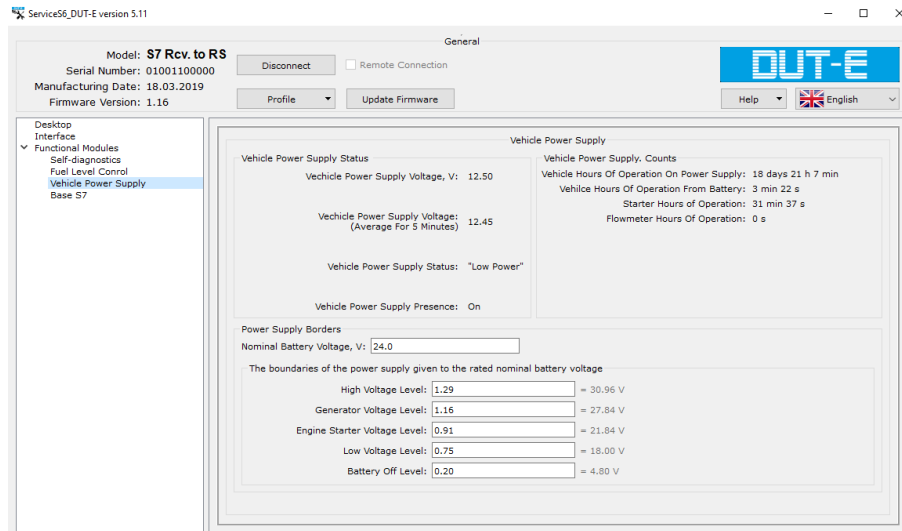 ServiceS6_DUT-E version 5.11
General
Model: S7 Rcv. to RS
Serial Number: 01001100000
Manufacturing Date: 18.03.2019
Firmware Version: 1.16
Disconnect
Remote Connection
Profile
Update Firmware
DUT-E
Help
English
Desktop
Interface
Functional Modules
Self-diagnostics
Fuel Level Conrol
Vehicle Power Supply
Base S7
Vehicle Power Supply
Vehicle Power Supply Status
Vechicle Power Supply Voltage, V: 12.50
Vechicle Power Supply Voltage:
(Average For 5 Minutes) 12.45
Vehicle Power Supply Status: "Low Power"
Vehicle Power Supply Presence: On
Vehicle Power Supply. Counts
Vehicle Hours Of Operation On Power Supply: 18 days 21 h 7 min
Vehilce Hours Of Operation From Battery: 3 min 22 s
Starter Hours of Operation: 31 min 37 s
Flowmeter Hours Of Operation: 0 s
Power Supply Borders
Nominal Battery Voltage, V: 24.0
The boundaries of the power supply given to the rated nominal battery voltage
High Voltage Level: 1.29 = 30.96 V
Generator Voltage Level: 1.16 = 27.84 V
Engine Starter Voltage Level: 0.91 = 21.84 V
Low Voltage Level: 0.75 = 18.00 V
Battery Off Level: 0.20 = 4.80 V